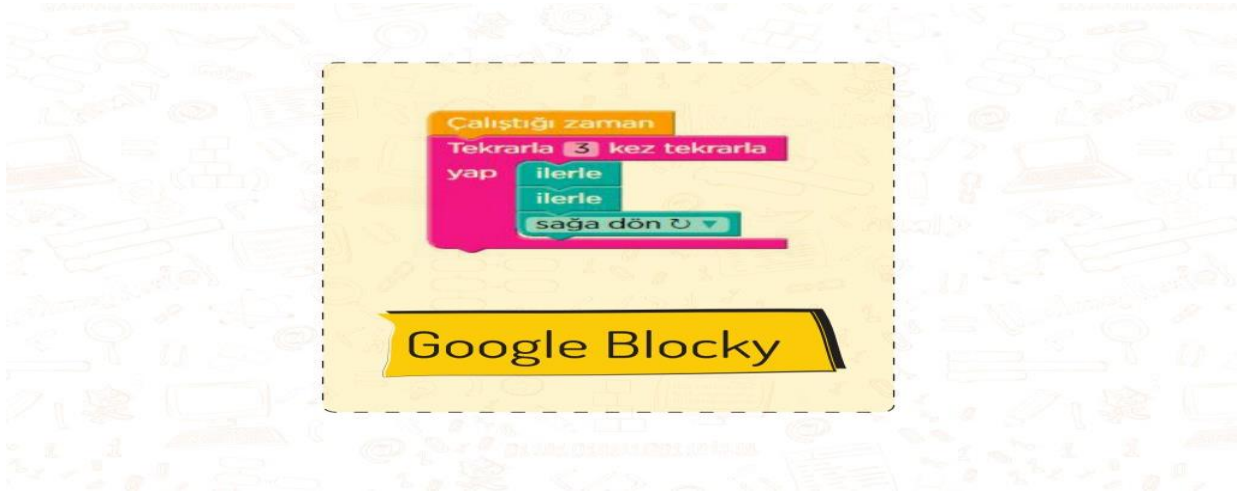 Çalıştığı zaman
Tekrarla 3 kez tekrarla
yap ilerle
ilerle
sağa dön ↻ ▼
Google Blocky